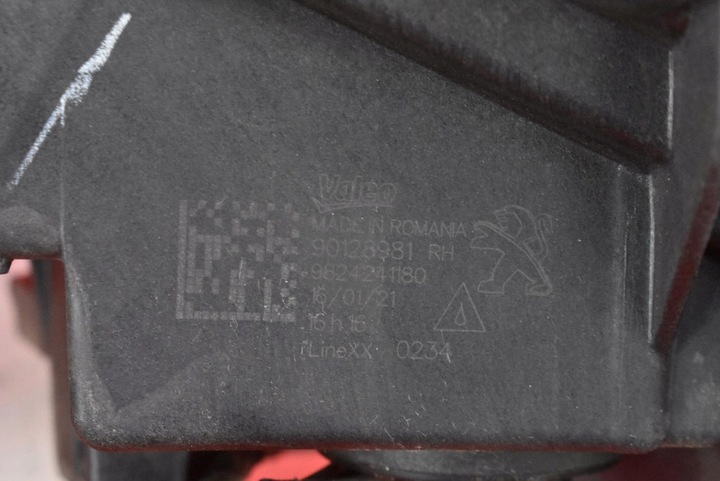 Valeo
MADE IN ROMANIA
90128981 RH
9824241180
16/01/21
16 h 16
LineXX 0234